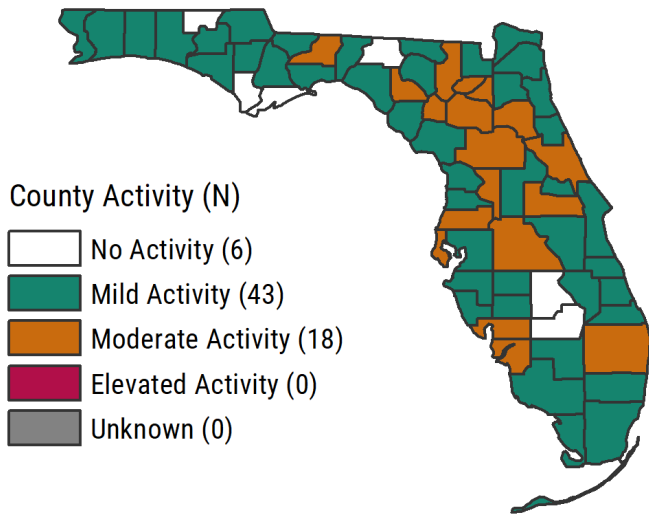 County Activity (N)
No Activity (6)
Mild Activity (43)
Moderate Activity (18)
Elevated Activity (0)
Unknown (0)